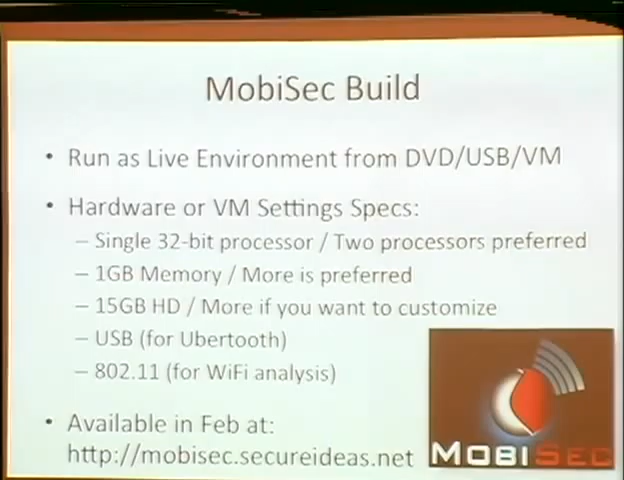 MobiSec Build
• Run as Live Environment from DVD/USB/VM
• Hardware or VM Settings Specs:
– Single 32-bit processor / Two processors preferred
– 1GB Memory / More is preferred
– 15GB HD / More if you want to customize
– USB (for Ubertooth)
– 802.11 (for WiFi analysis)
• Available in Feb at:
http://mobisec.secureideas.net
MOBISEC